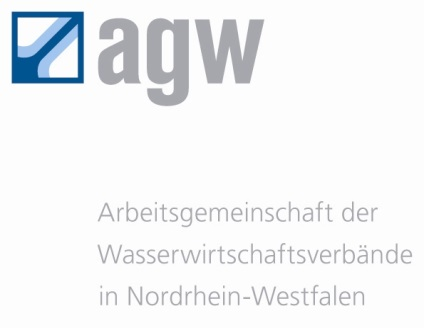 agw
Arbeitsgemeinschaft der
Wasserwirtschaftsverbände
in Nordrhein-Westfalen